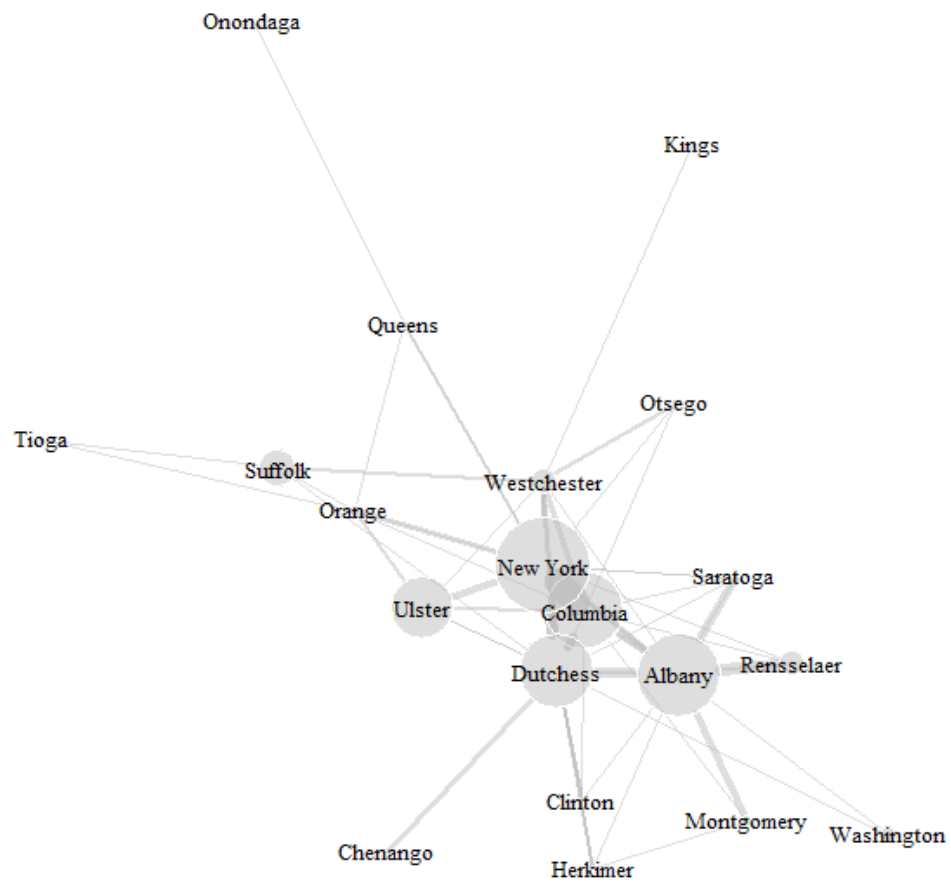 Onondaga
Kings
Queens
Otsego
Tioga
Suffolk
Westchester
Orange
New York
Saratoga
Ulster
Columbia
Rensselaer
Dutchess
Albany
Clinton
Montgomery
Washington
Chenango
Herkimer